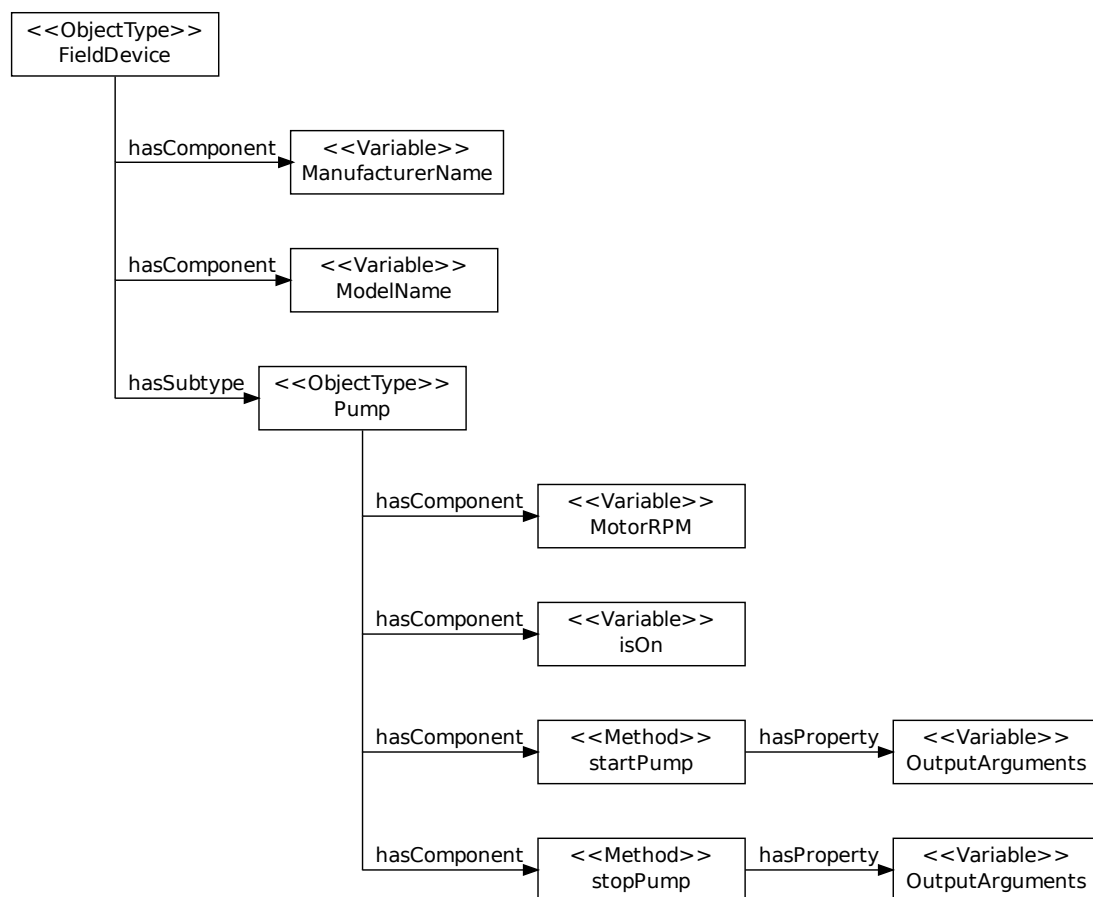 <<ObjectType>>
FieldDevice
hasComponent
<<Variable>>
ManufacturerName
hasComponent
<<Variable>>
ModelName
hasSubtype
<<ObjectType>>
Pump
hasComponent
<<Variable>>
MotorRPM
hasComponent
<<Variable>>
isOn
hasComponent
<<Method>>
startPump
hasProperty
<<Variable>>
OutputArguments
hasComponent
<<Method>>
stopPump
hasProperty
<<Variable>>
OutputArguments